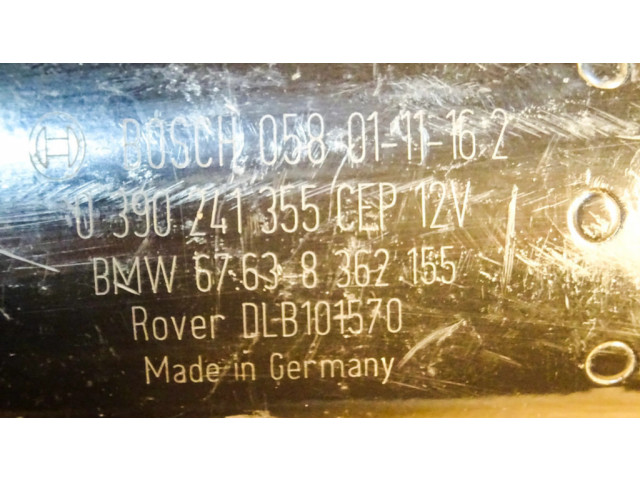 BOSCH 058 01-11-16 2
0 390 241 355 CEP 12V
BMW 67.63-8 362 155
Rover DLB101570
Made in Germany